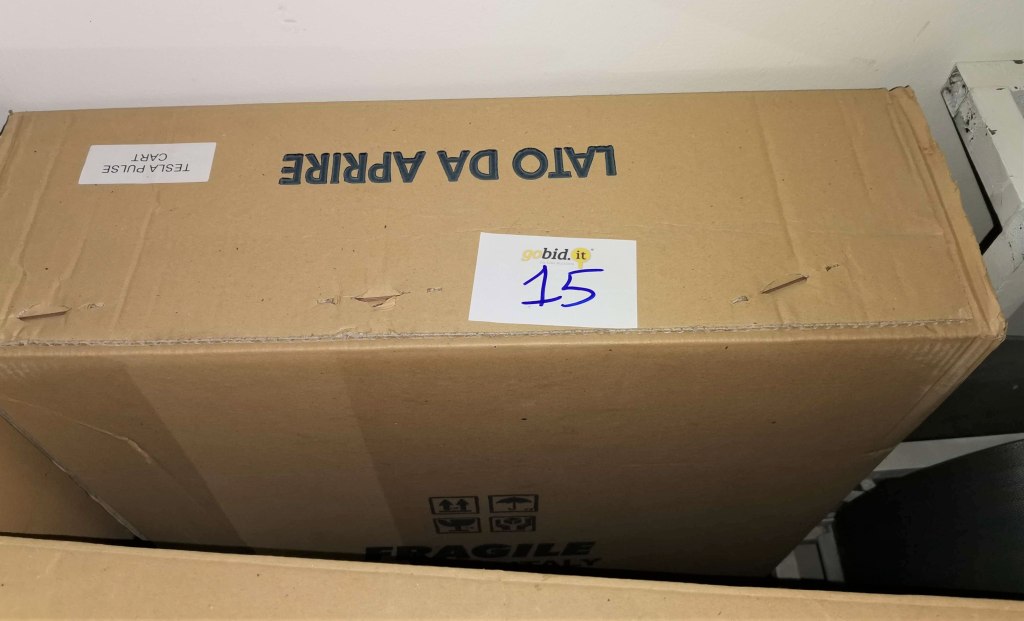 TESLA PULSE
CART
LATO DA APRIRE
gobid.it
15
FRAGILE